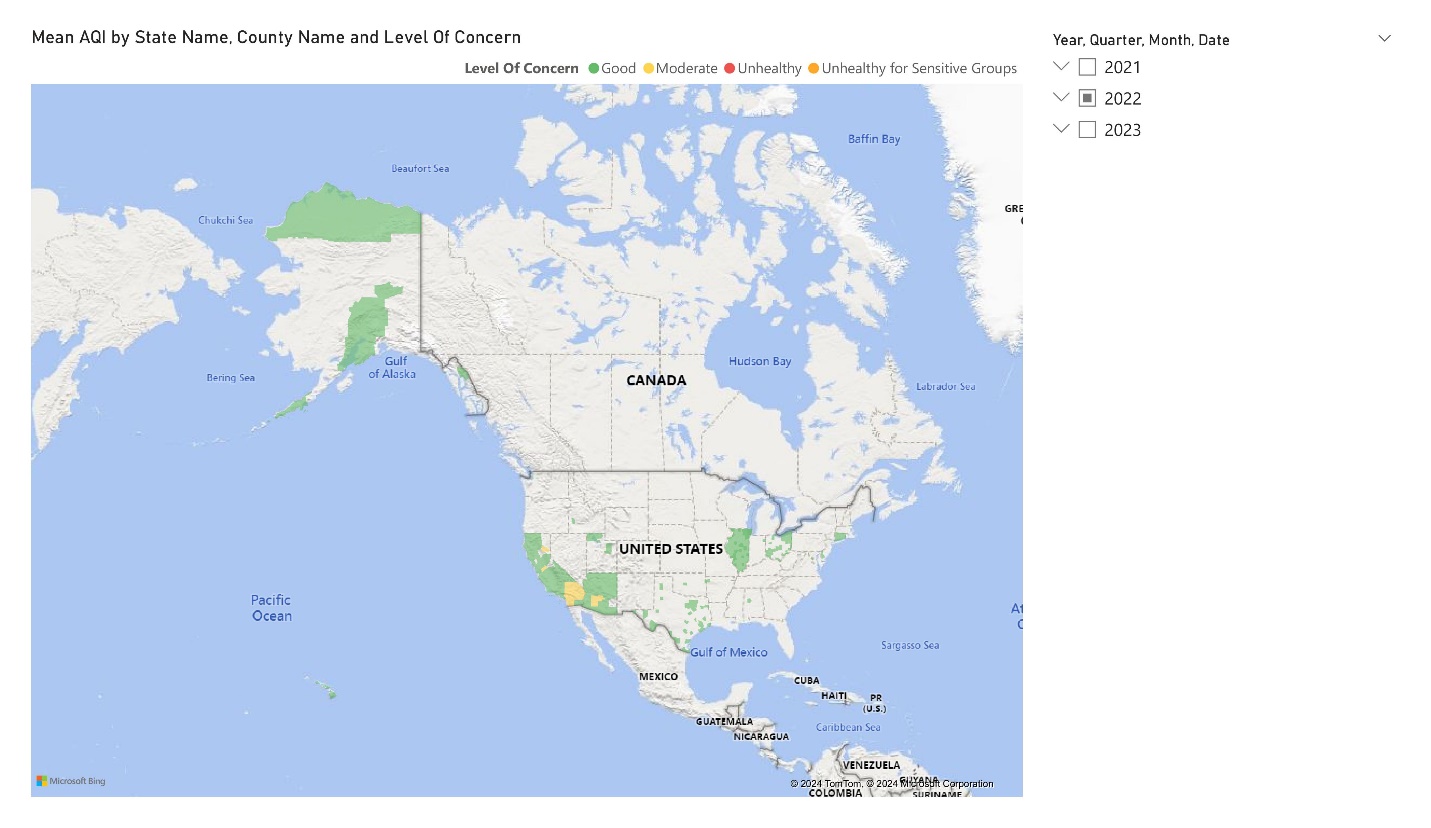 Mean AQI by State Name, County Name and Level Of Concern
Level Of Concern Good Moderate Unhealthy Unhealthy for Sensitive Groups
Year, Quarter, Month, Date
2021
2022
2023
Baffin Bay
Beaufort Sea
Chukchi Sea
GRE
Gulf
of Alaska
Hudson Bay
Bering Sea
CANADA
Labrador Sea
UNITED STATES
Pacific
Ocean
At
Sargasso Sea
Gulf of Mexico
MEXICO
CUBA
HAITI
PR
(U.S.)
GUATEMALA
Caribbean Sea
NICARAGUA
VENEZUELA
GUYANA
COLOMBIA
SURINAME
Microsoft Bing
© 2024 TomTom, © 2024 Microsoft Corporation